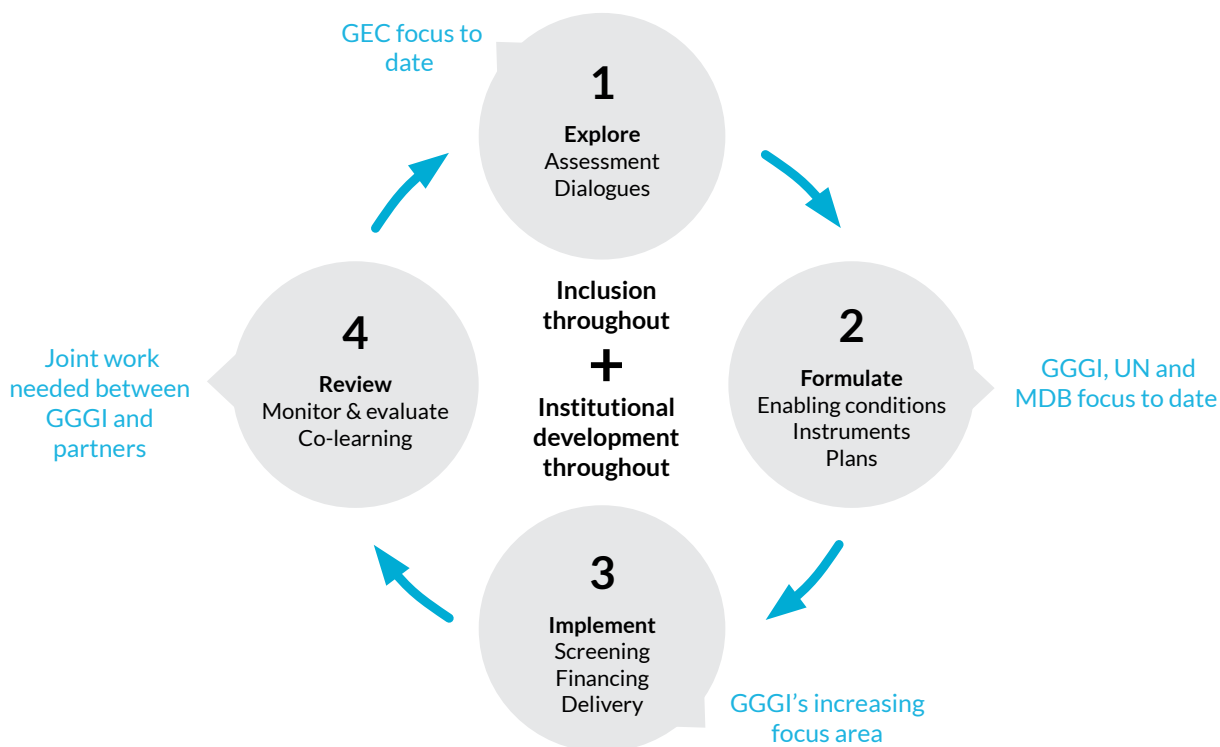 GEC focus to
date
1
Explore
Assessment
Dialogues
Inclusion
throughout
+
Institutional
development
throughout
2
Formulate
Enabling conditions
Instruments
Plans
GGGI, UN and
MDB focus to date
3
Implement
Screening
Financing
Delivery
GGGI’s increasing
focus area
4
Review
Monitor & evaluate
Co-learning
Joint work
needed between
GGGI and
partners